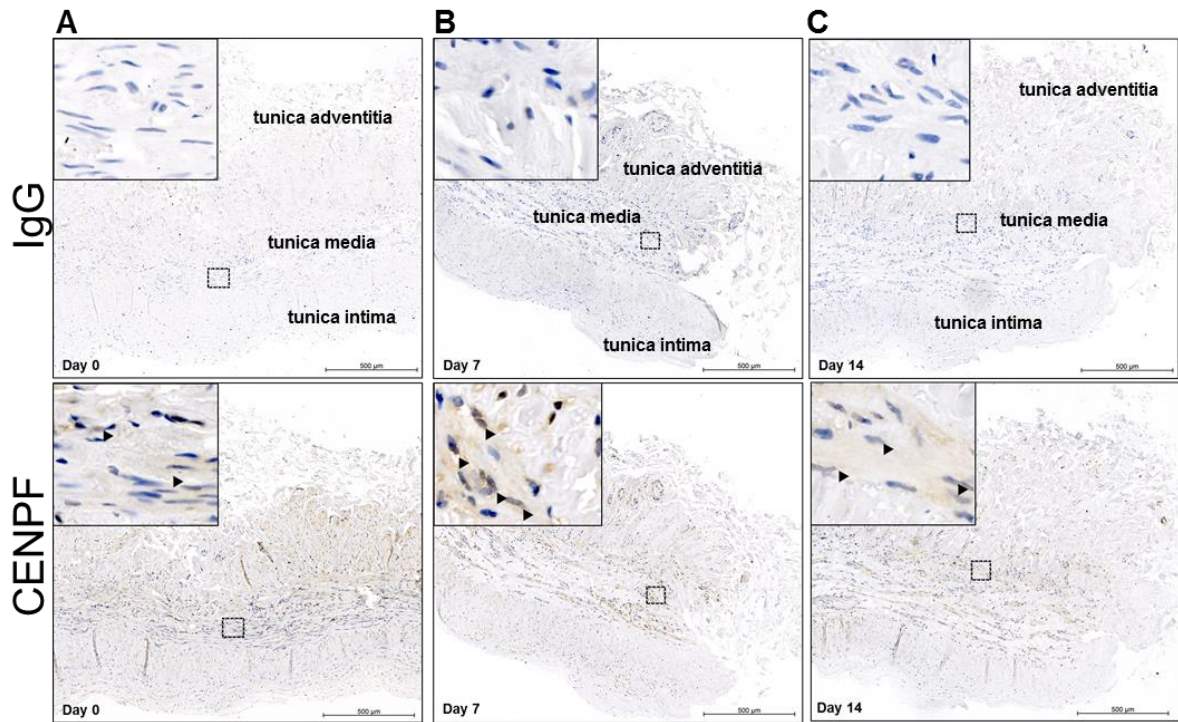 A
B
C
IgG
tunica adventitia
tunica media
tunica intima
Day 0
500 µm
tunica adventitia
tunica media
tunica intima
Day 7
500 µm
tunica adventitia
tunica media
tunica intima
Day 14
500 µm
CENPF
Day 0
500 µm
Day 7
500 µm
Day 14
500 µm